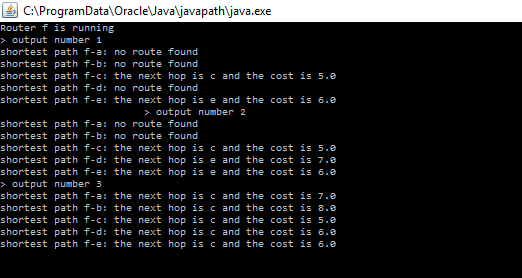 C:\ProgramData\Oracle\Java\javapath\java.exe
Router f is running
> output number 1
shortest path f-a: no route found
shortest path f-b: no route found
shortest path f-c: the next hop is c and the cost is 5.0
shortest path f-d: no route found
shortest path f-e: the next hop is e and the cost is 6.0
> output number 2
shortest path f-a: no route found
shortest path f-b: no route found
shortest path f-c: the next hop is c and the cost is 5.0
shortest path f-d: the next hop is e and the cost is 7.0
shortest path f-e: the next hop is e and the cost is 6.0
> output number 3
shortest path f-a: the next hop is c and the cost is 7.0
shortest path f-b: the next hop is c and the cost is 8.0
shortest path f-c: the next hop is c and the cost is 5.0
shortest path f-d: the next hop is c and the cost is 6.0
shortest path f-e: the next hop is e and the cost is 6.0